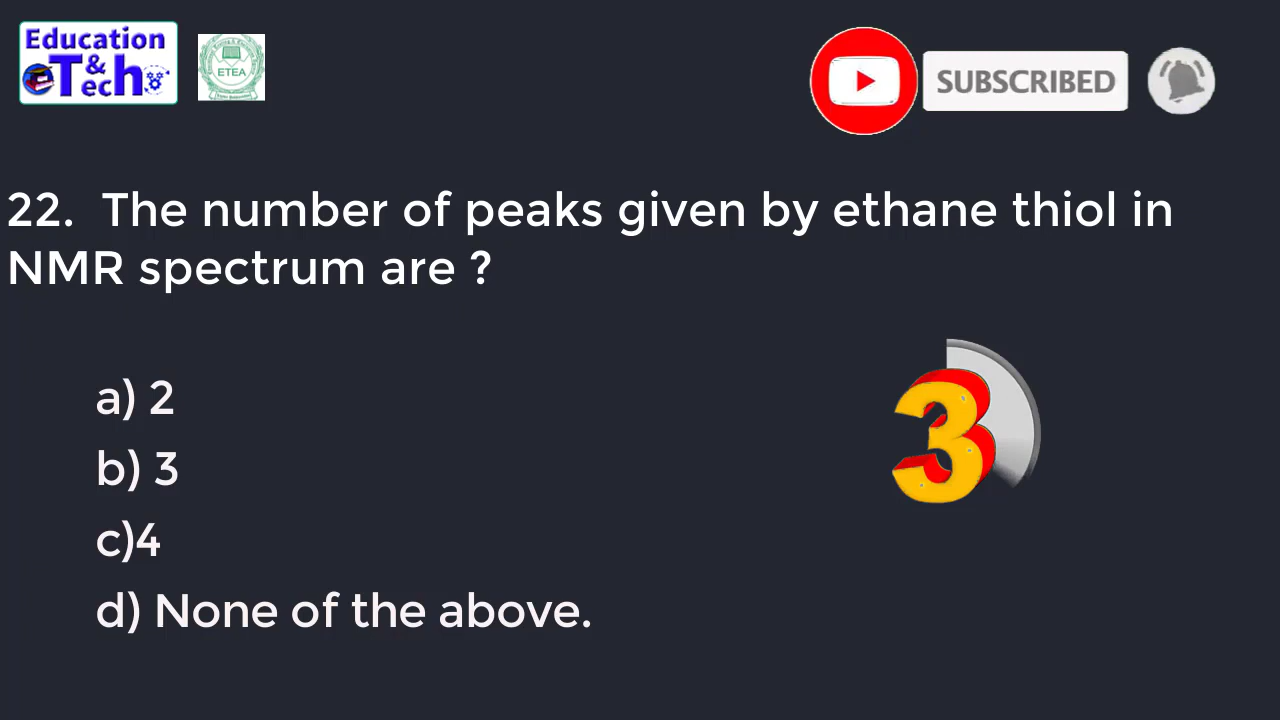 Education
&
eTech
ETEA
SUBSCRIBED
22. The number of peaks given by ethane thiol in
NMR spectrum are ?
a) 2
b) 3
c)4
d) None of the above.
3